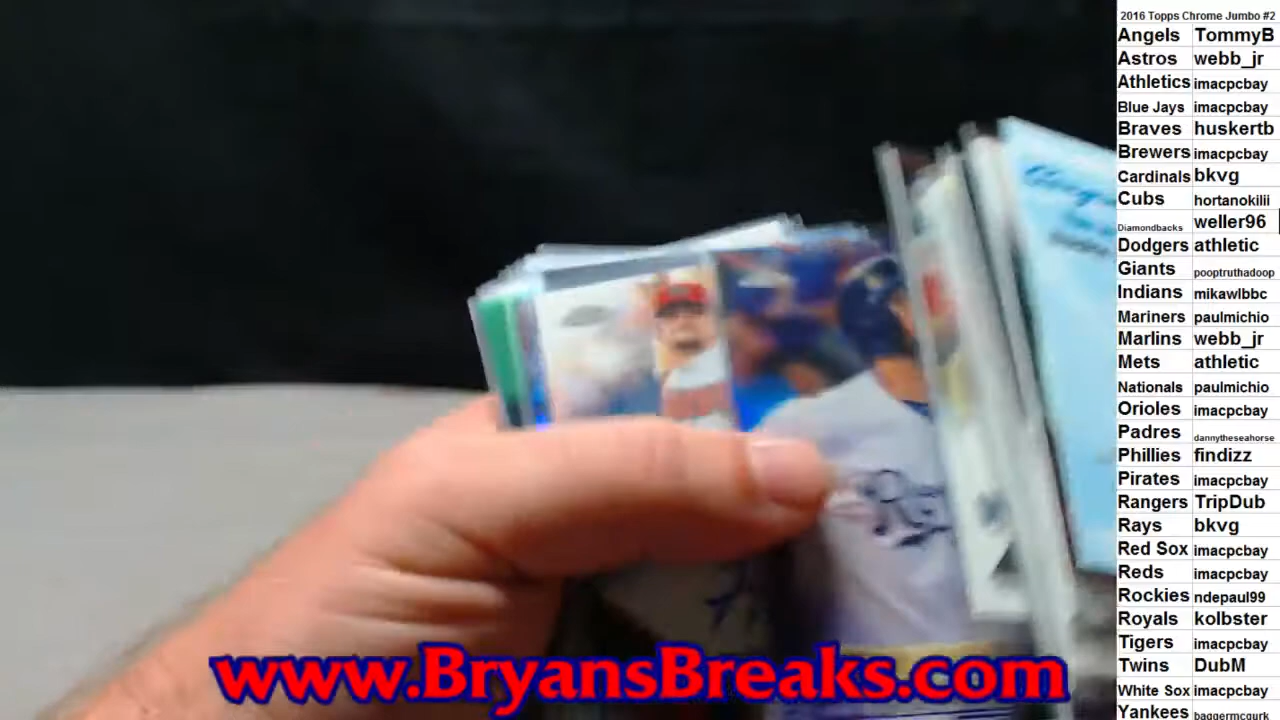 2016 Topps Chrome Jumbo #2
Angels TommyB
Astros webb_jr
Athletics imacpcbay
Blue Jays imacpcbay
Braves huskertb
Brewers imacpcbay
Cardinals bkvg
Cubs hortanokilii
Diamondbacks weller96
Dodgers athletic
Giants pooptruthadoop
Indians mikawlbbc
Mariners paulmichio
Marlins webb_jr
Mets athletic
Nationals paulmichio
Orioles imacpcbay
Padres dannytheseahorse
Phillies findizz
Pirates imacpcbay
Rangers TripDub
Rays bkvg
Red Sox imacpcbay
Reds imacpcbay
Rockies ndepaul99
Royals kolbster
Tigers imacpcbay
Twins DubM
White Sox imacpcbay
Yankees baggermcgurk
www.BryansBreaks.com